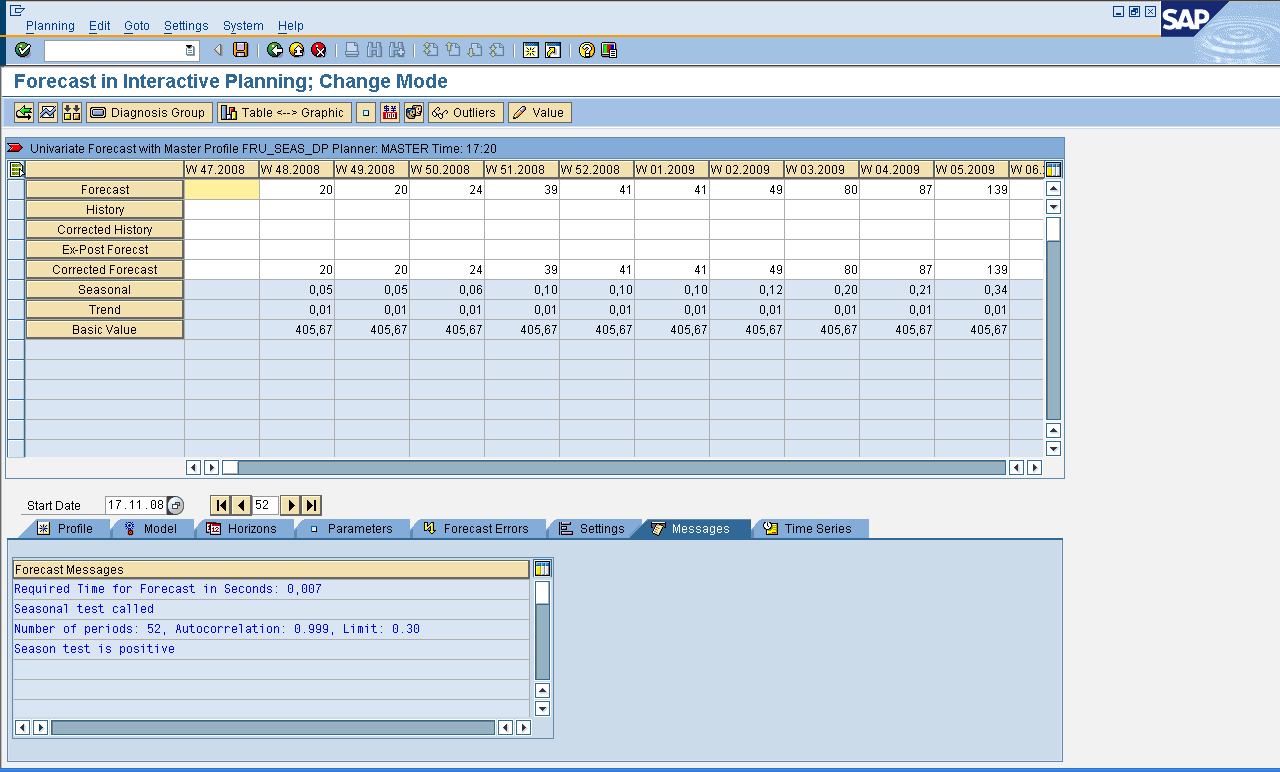 Planning Edit Goto Settings System Help
SAP
Forecast in Interactive Planning; Change Mode
Diagnosis Group Table <--> Graphic Outliers Value
Univariate Forecast with Master Profile FRU_SEAS_DP Planner: MASTER Time: 17:20
W 47.2008 W 48.2008 W 49.2008 W 50.2008 W 51.2008 W 52.2008 W 01.2009 W 02.2009 W 03.2009 W 04.2009 W 05.2009 W 06.
Forecast 20 20 24 39 41 41 49 80 87 139
History
Corrected History
Ex-Post Forecst
Corrected Forecast 20 20 24 39 41 41 49 80 87 139
Seasonal 0,05 0,05 0,06 0,10 0,10 0,10 0,12 0,20 0,21 0,34
Trend 0,01 0,01 0,01 0,01 0,01 0,01 0,01 0,01 0,01 0,01
Basic Value 405,67 405,67 405,67 405,67 405,67 405,67 405,67 405,67 405,67 405,67
Start Date 17.11.08 52
Profile Model Horizons Parameters Forecast Errors Settings Messages Time Series
Forecast Messages
Required Time for Forecast in Seconds: 0,007
Seasonal test called
Number of periods: 52, Autocorrelation: 0.999, Limit: 0.30
Season test is positive